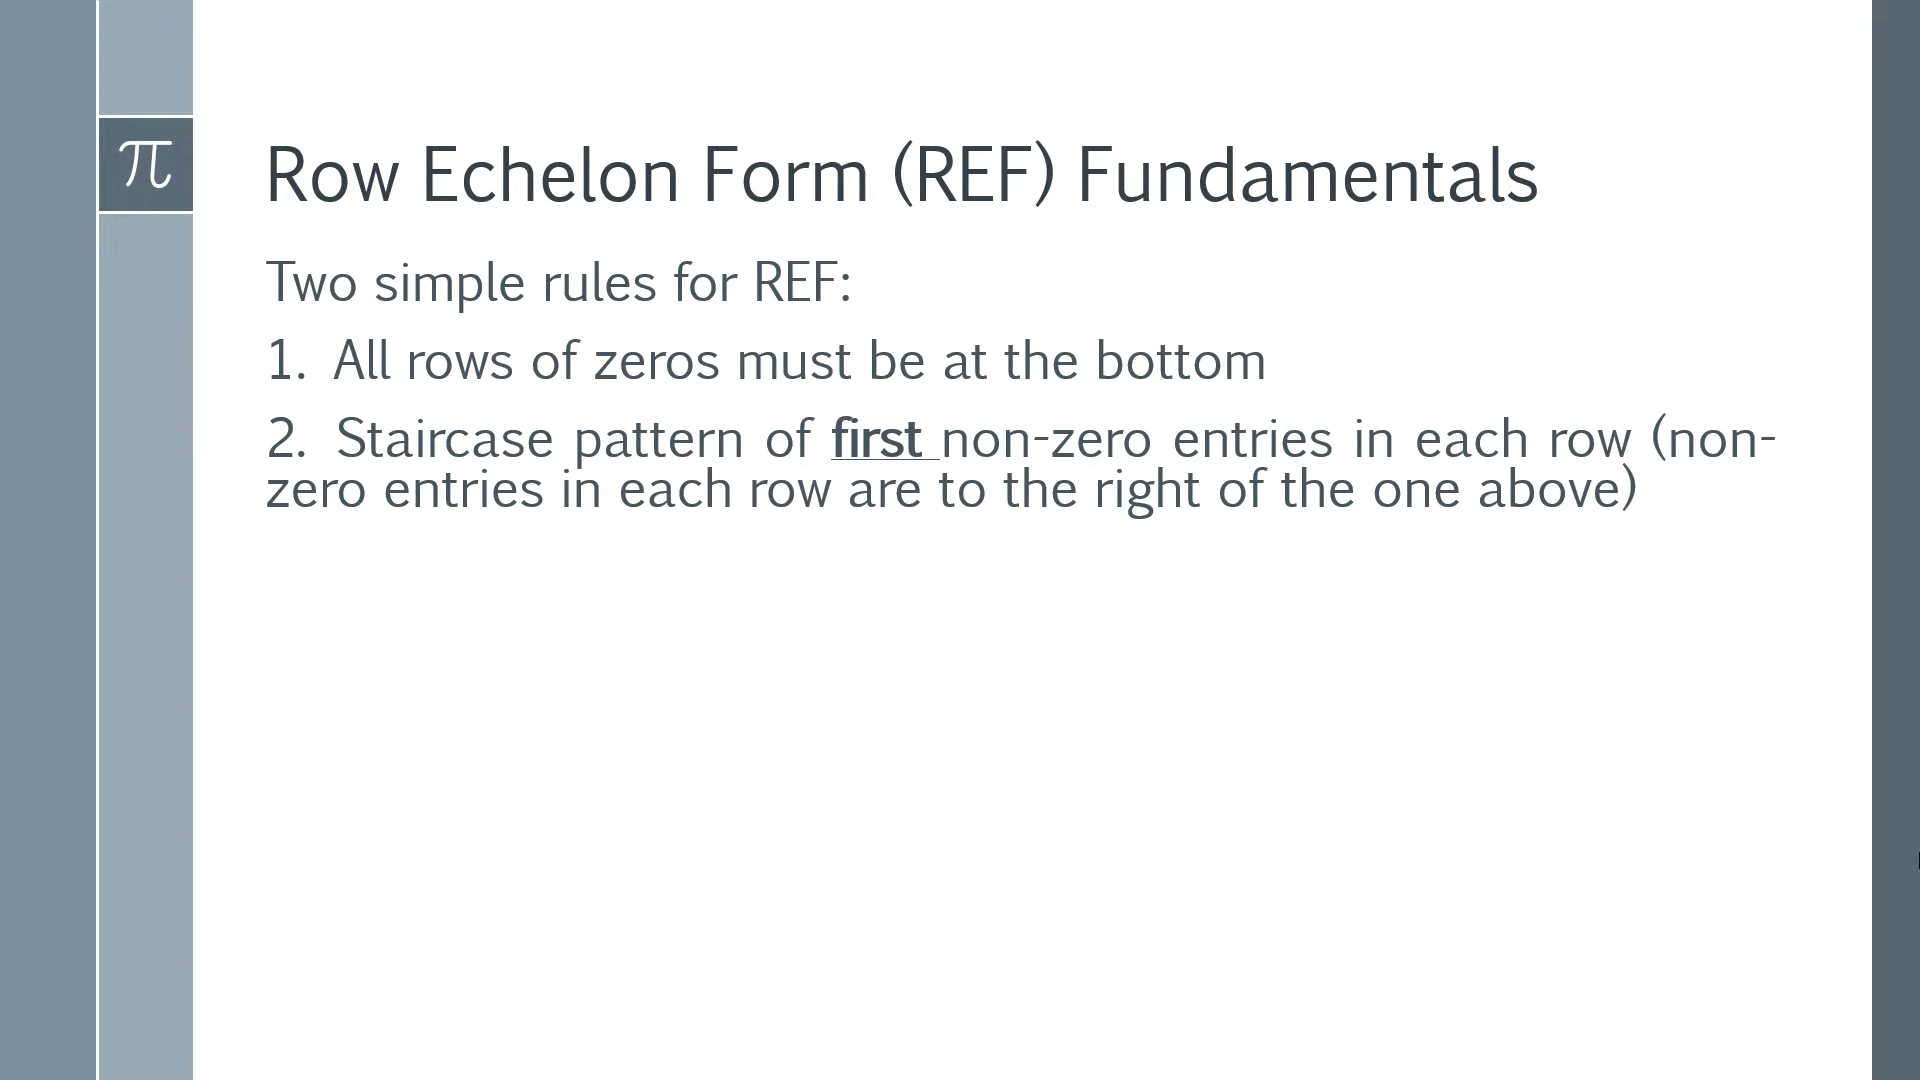 π
Row Echelon Form (REF) Fundamentals
Two simple rules for REF:
1. All rows of zeros must be at the bottom
2. Staircase pattern of first non-zero entries in each row (non-
zero entries in each row are to the right of the one above)